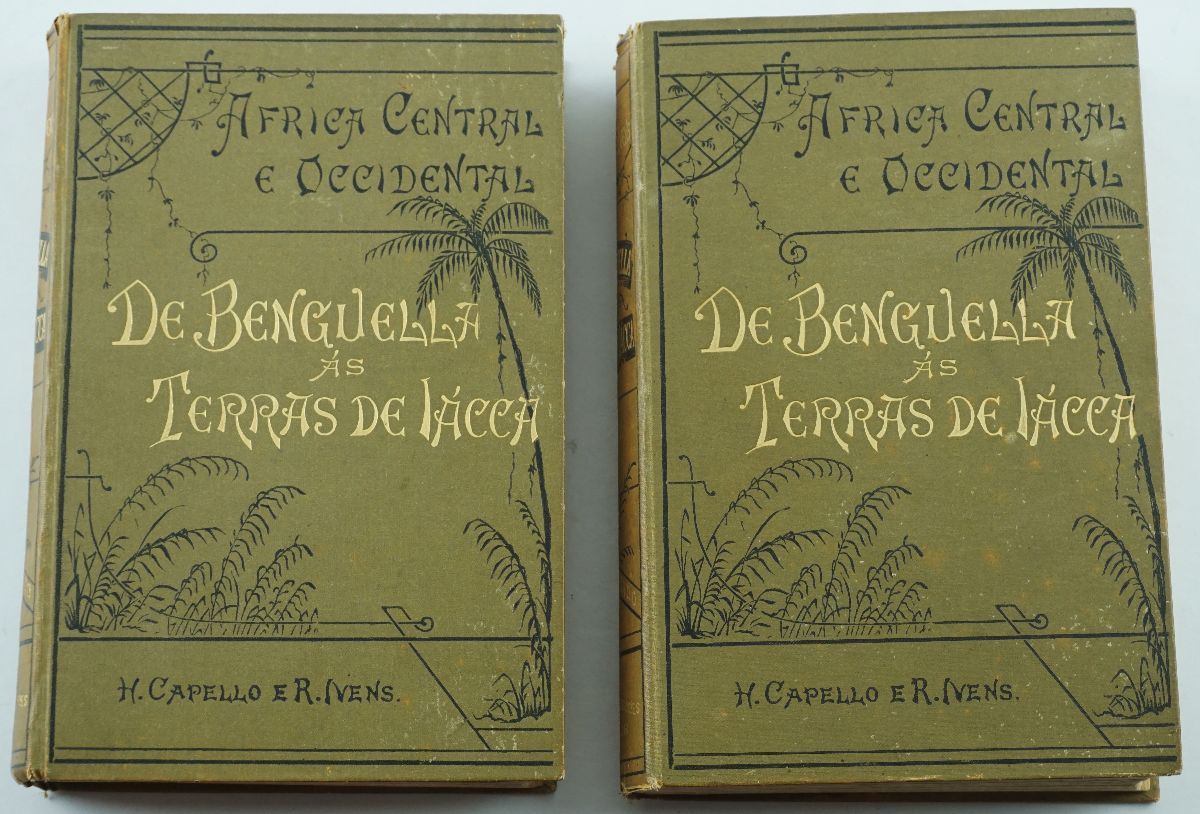 AFRICA CENTRAL
E OCCIDENTAL
DE BENGUELLA
ÁS
TERRAS DE IÁCCA
H. CAPELLO E R. IVENS.
AFRICA CENTRAL
E OCCIDENTAL
DE BENGUELLA
ÁS
TERRAS DE IÁCCA
H. CAPELLO E R. IVENS.